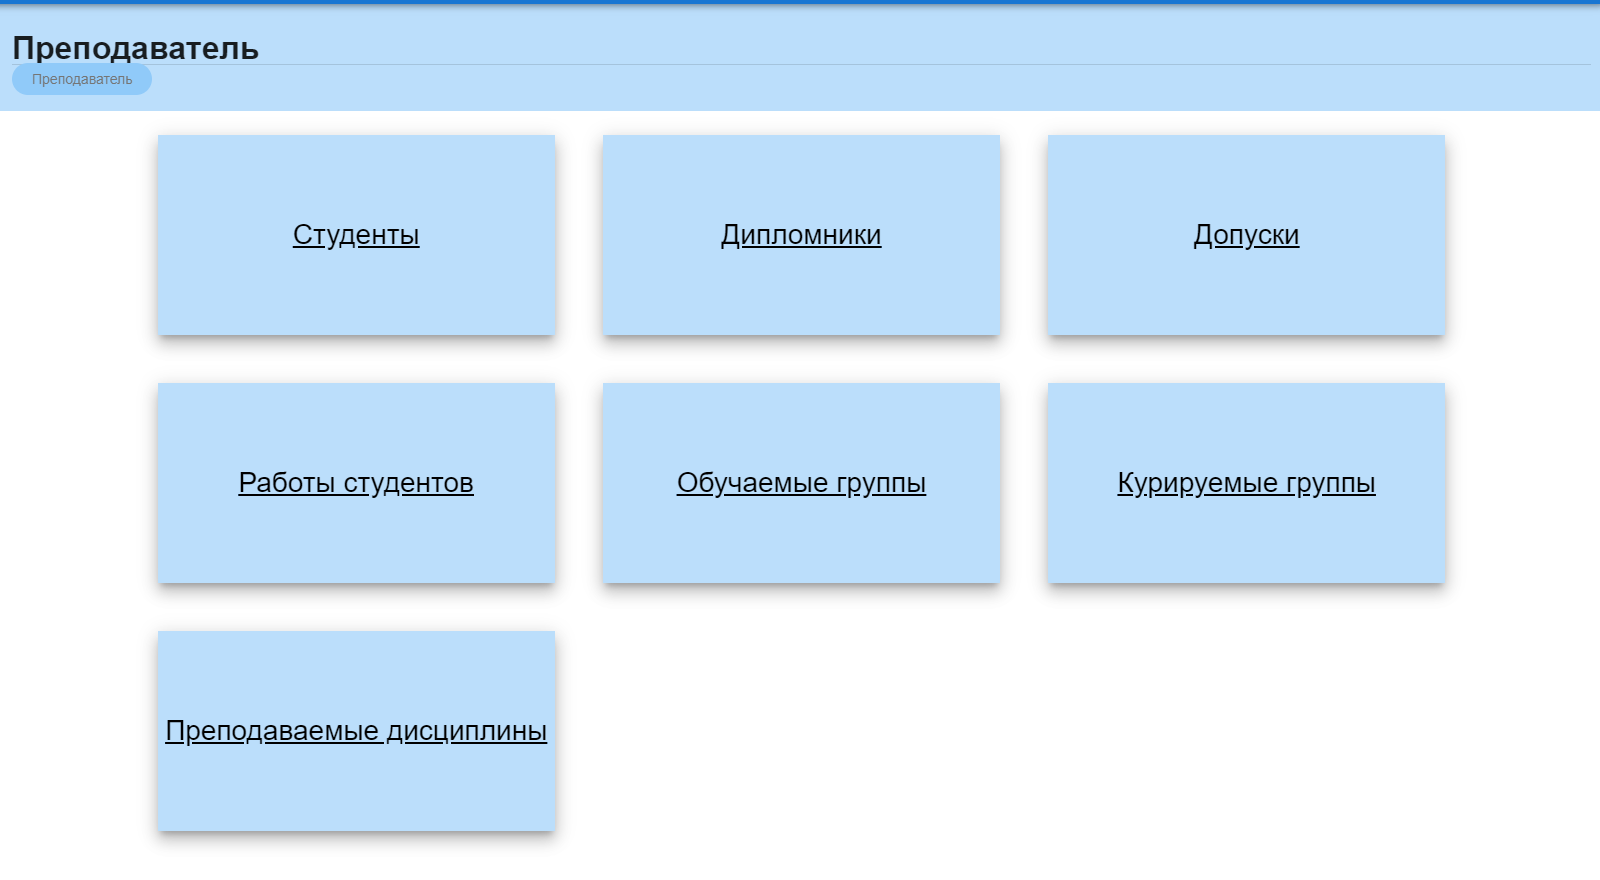 Преподаватель
Преподаватель
Студенты
Дипломники
Допуски
Работы студентов
Обучаемые группы
Курируемые группы
Преподаваемые дисциплины